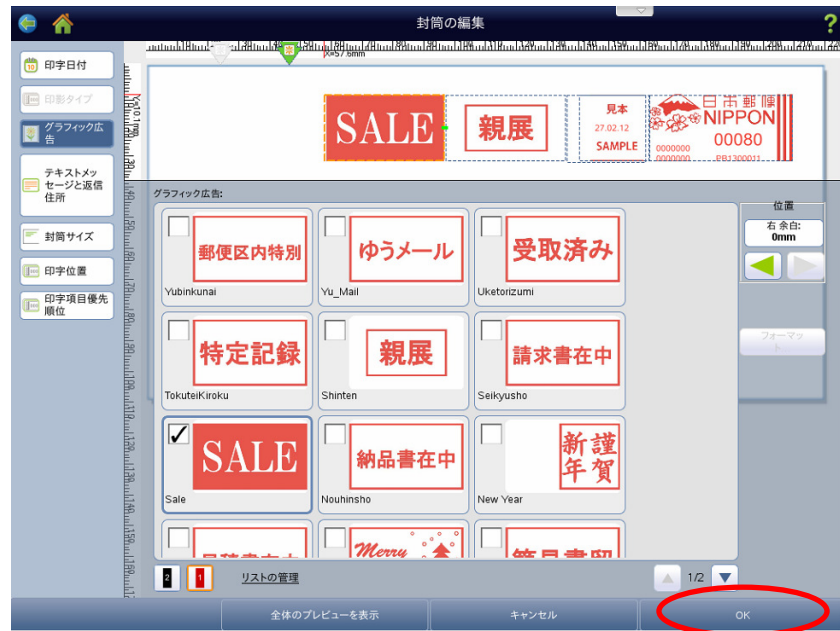 封筒の編集
?
X=57.6mm
印字日付
印影タイプ
グラフィック広
告
テキストメッ
セージと返信
住所
封筒サイズ
印字位置
印字項目優先
順位
SALE
親展
見本
27.02.12
SAMPLE
日本郵便
NIPPON
00080
0000000
0000000
PB1300011
グラフィック広告:
位置
右 余白:
0mm
フォーマッ
ト
郵便区内特別
Yubinkunai
ゆうメール
Yu_Mail
受取済み
Uketorizumi
特定記録
TokuteiKiroku
親展
Shinten
請求書在中
Seikyusho
SALE
Sale
納品書在中
Nouhinsho
謹賀
新年
New Year
Merry
2
1
リストの管理
1/2
全体のプレビューを表示
キャンセル
OK